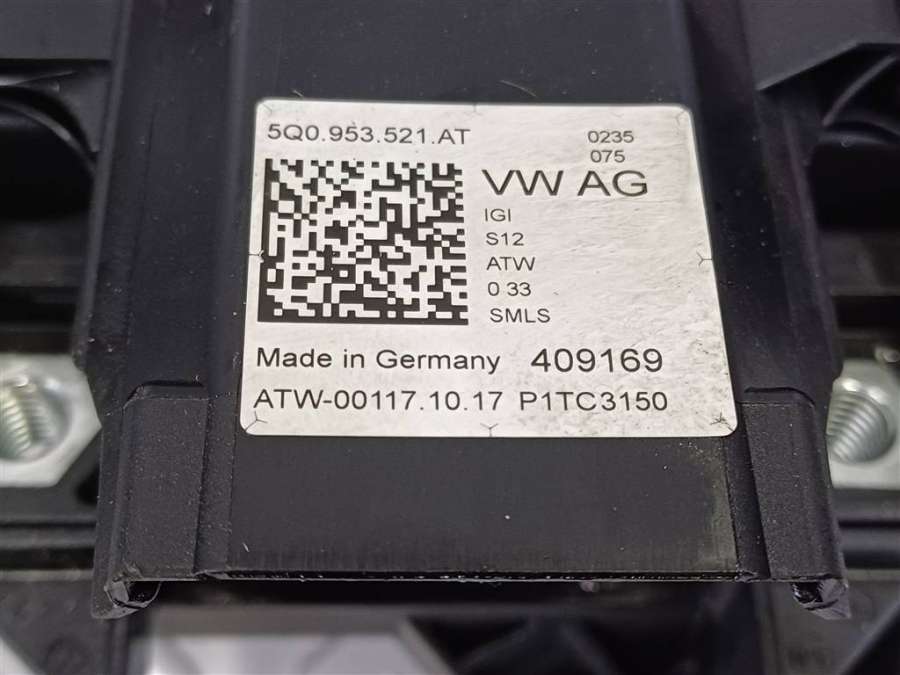 5Q0.953.521.AT
0235
075
VW AG
IGI
S12
ATW
0 33
SMLS
Made in Germany 409169
ATW-00117.10.17 P1TC3150